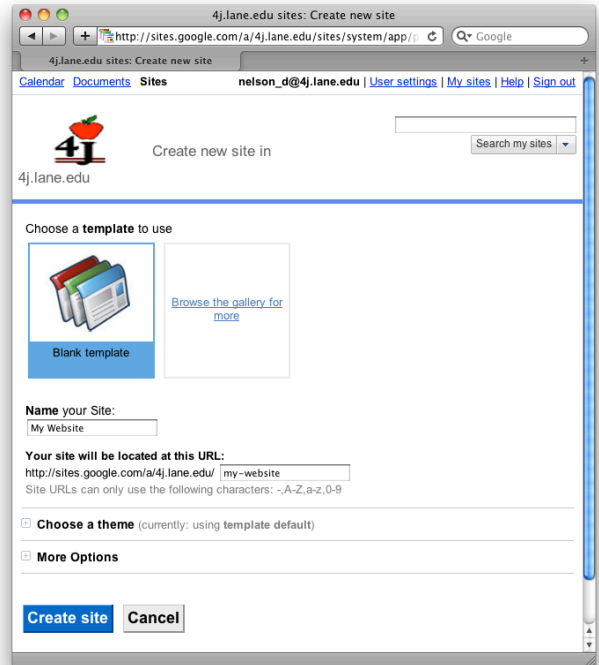 4j.lane.edu sites: Create new site
http://sites.google.com/a/4j.lane.edu/sites/system/app/p
Google
4j.lane.edu sites: Create new site
Calendar Documents Sites nelson_d@4j.lane.edu | User settings | My sites | Help | Sign out
4J
4j.lane.edu
Create new site in
Search my sites
Choose a template to use
Blank template
Browse the gallery for
more
Name your Site:
My Website
Your site will be located at this URL:
http://sites.google.com/a/4j.lane.edu/ my-website
Site URLs can only use the following characters: -,A-Z,a-z,0-9
Choose a theme (currently: using template default)
More Options
Create site Cancel